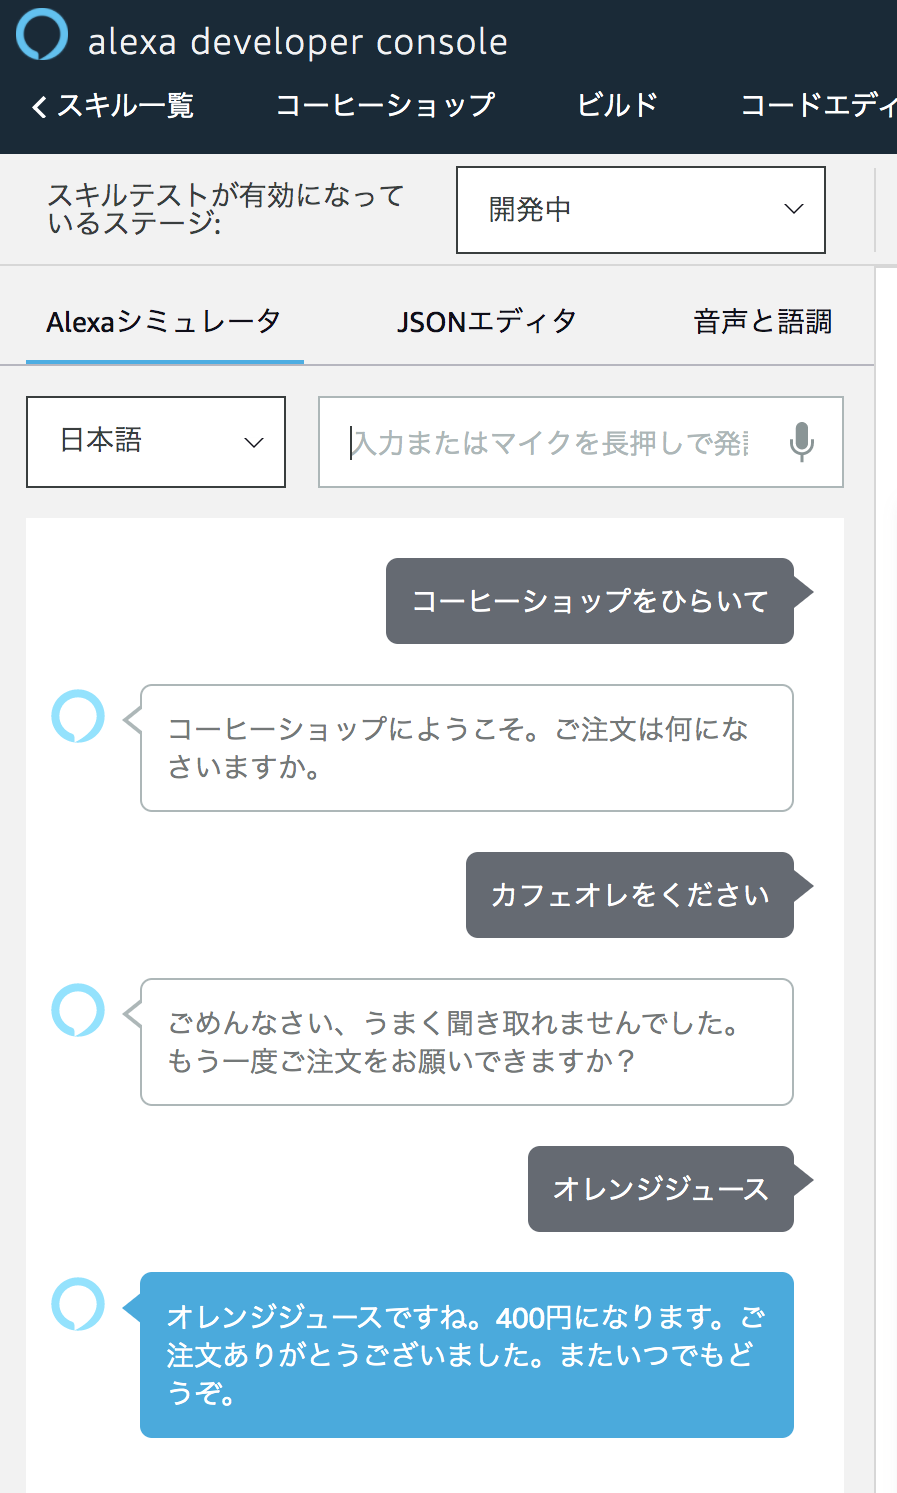 alexa developer console
スキル一覧 コーヒーショップ ビルド コードエディ
スキルテストが有効になって
いるステージ:
開発中
Alexaシミュレータ JSONエディタ 音声と語調
日本語 入力またはマイクを長押しで発
コーヒーショップをひらいて
コーヒーショップにようこそ。ご注文は何にな
さいますか。
カフェオレをください
ごめんなさい、うまく聞き取れませんでした。
もう一度ご注文をお願いできますか？
オレンジジュース
オレンジジュースですね。400円になります。ご
注文ありがとうございました。またいつでもど
うぞ。